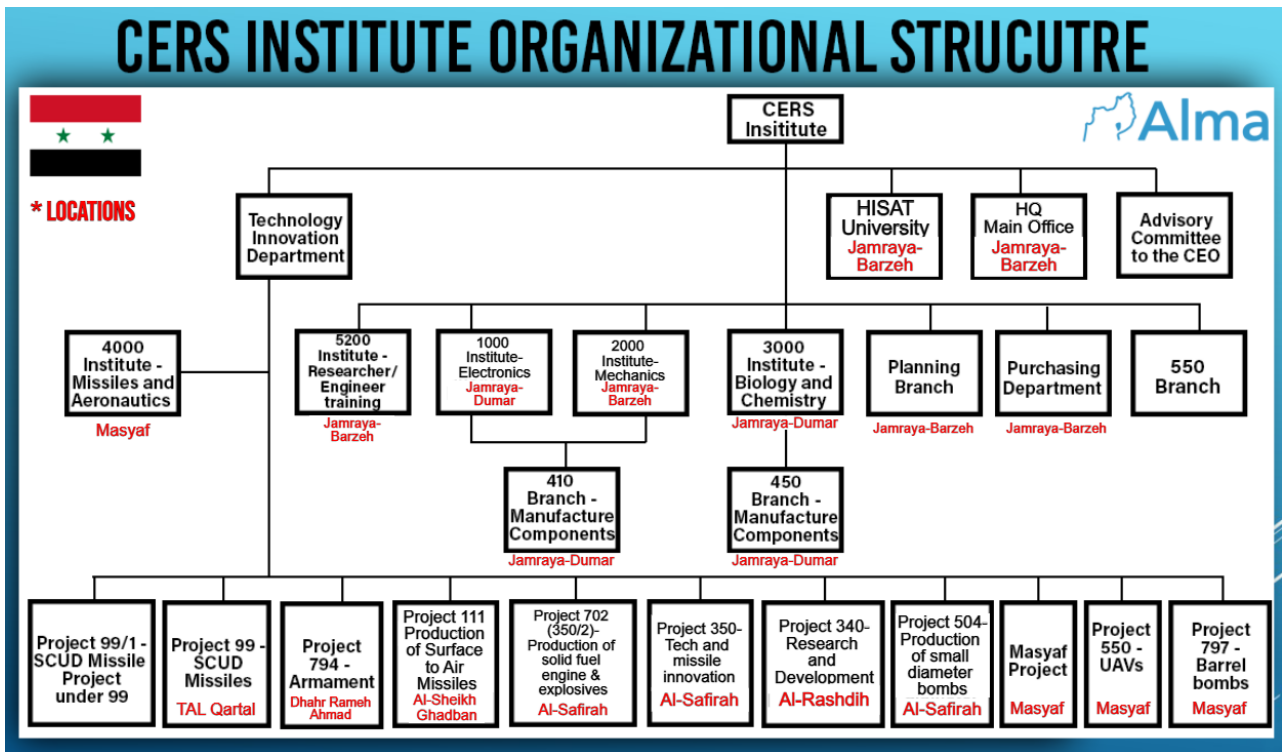 CERS INSTITUTE ORGANIZATIONAL STRUCUTRE
CERS
Insititute
Alma
* LOCATIONS
Technology
Innovation
Department
HISAT
University
Jamraya-
Barzeh
HQ
Main Office
Jamraya-
Barzeh
Advisory
Committee
to the CEO
4000
Institute -
Missiles and
Aeronautics
Masyaf
5200
Institute -
Researcher/
Engineer
training
Jamraya-
Barzeh
1000
Institute-
Electronics
Jamraya-
Dumar
2000
Institute-
Mechanics
Jamraya-
Barzeh
3000
Institute -
Biology and
Chemistry
Jamraya-Dumar
Planning
Branch
Jamraya-Barzeh
Purchasing
Department
Jamraya-Barzeh
550
Branch
410
Branch -
Manufacture
Components
Jamraya-Dumar
450
Branch -
Manufacture
Components
Jamraya-Dumar
Project 99/1 -
SCUD Missile
Project
under 99
Project 99 -
SCUD
Missiles
TAL Qartal
Project
794 -
Armament
Dhahr Rameh
Ahmad
Project 111
Production
of Surface
to Air
Missiles
Al-Sheikh
Ghadban
Project 702
(350/2)-
Production of
solid fuel
engine &
explosives
Al-Safirah
Project 350-
Tech and
missile
innovation
Al-Safirah
Project 340-
Research
and
Development
Al-Rashdih
Project 504-
Production
of small
diameter
bombs
Al-Safirah
Masyaf
Project
Masyaf
Project
550 -
UAVs
Masyaf
Project
797 -
Barrel
bombs
Masyaf